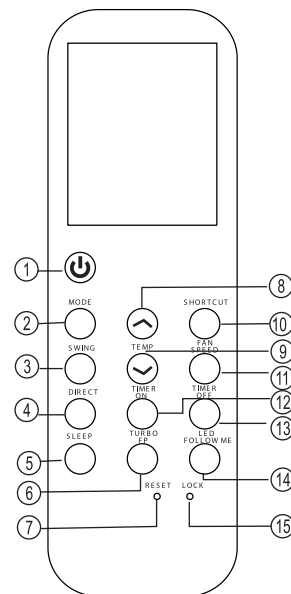 1
8
MODE
SHORTCUT
2
10
TEMP
FAN
SPEED
9
SWING
3
11
DIRECT
TIMER
ON
TIMER
OFF
12
4
13
SLEEP
TURBO
FP
LED
FOLLOW ME
5
6
14
RESET
LOCK
7
15